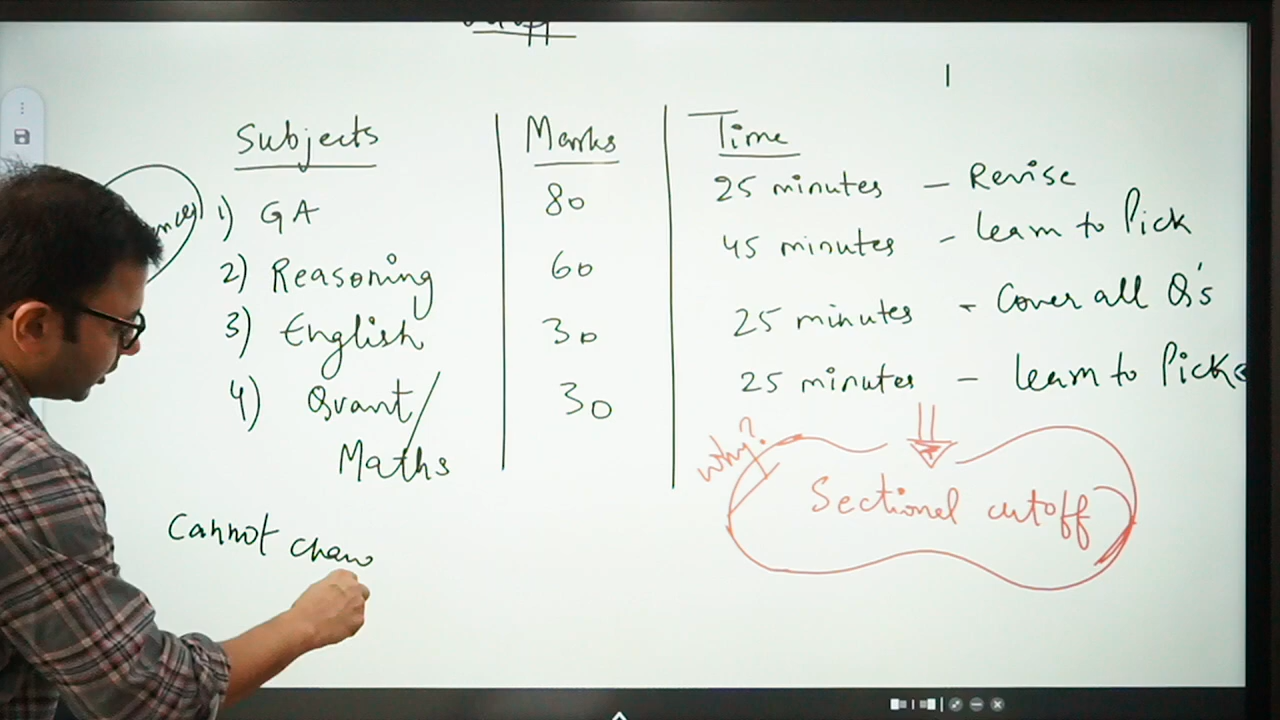 Subjects | Marks | Time
1) GA | 80 | 25 minutes - Revise
2) Reasoning | 60 | 45 minutes - learn to Pick
3) English | 30 | 25 minutes - Cover all Q's
4) Quant/ | 30 | 25 minutes - learn to Pick
Maths
why?
Sectional cutoff
Cannot chan